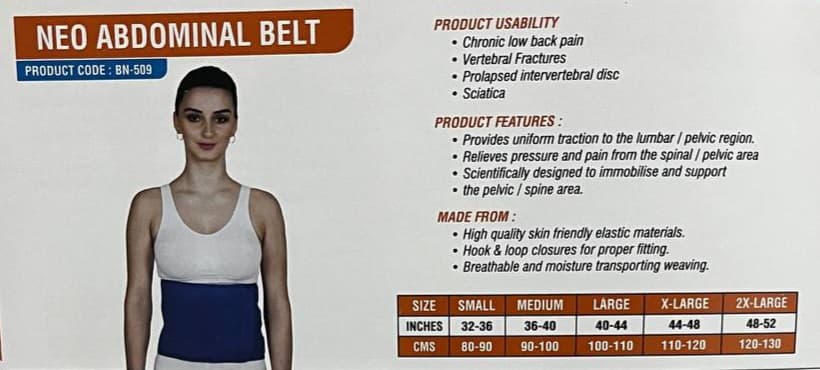 NEO ABDOMINAL BELT
PRODUCT CODE : BN-509
PRODUCT USABILITY
• Chronic low back pain
• Vertebral Fractures
• Prolapsed intervertebral disc
• Sciatica
PRODUCT FEATURES :
• Provides uniform traction to the lumbar / pelvic region.
• Relieves pressure and pain from the spinal / pelvic area
• Scientifically designed to immobilise and support
• the pelvic / spine area.
MADE FROM :
• High quality skin friendly elastic materials.
• Hook & loop closures for proper fitting.
• Breathable and moisture transporting weaving.
SIZE SMALL MEDIUM LARGE X-LARGE 2X-LARGE
INCHES 32-36 36-40 40-44 44-48 48-52
CMS 80-90 90-100 100-110 110-120 120-130